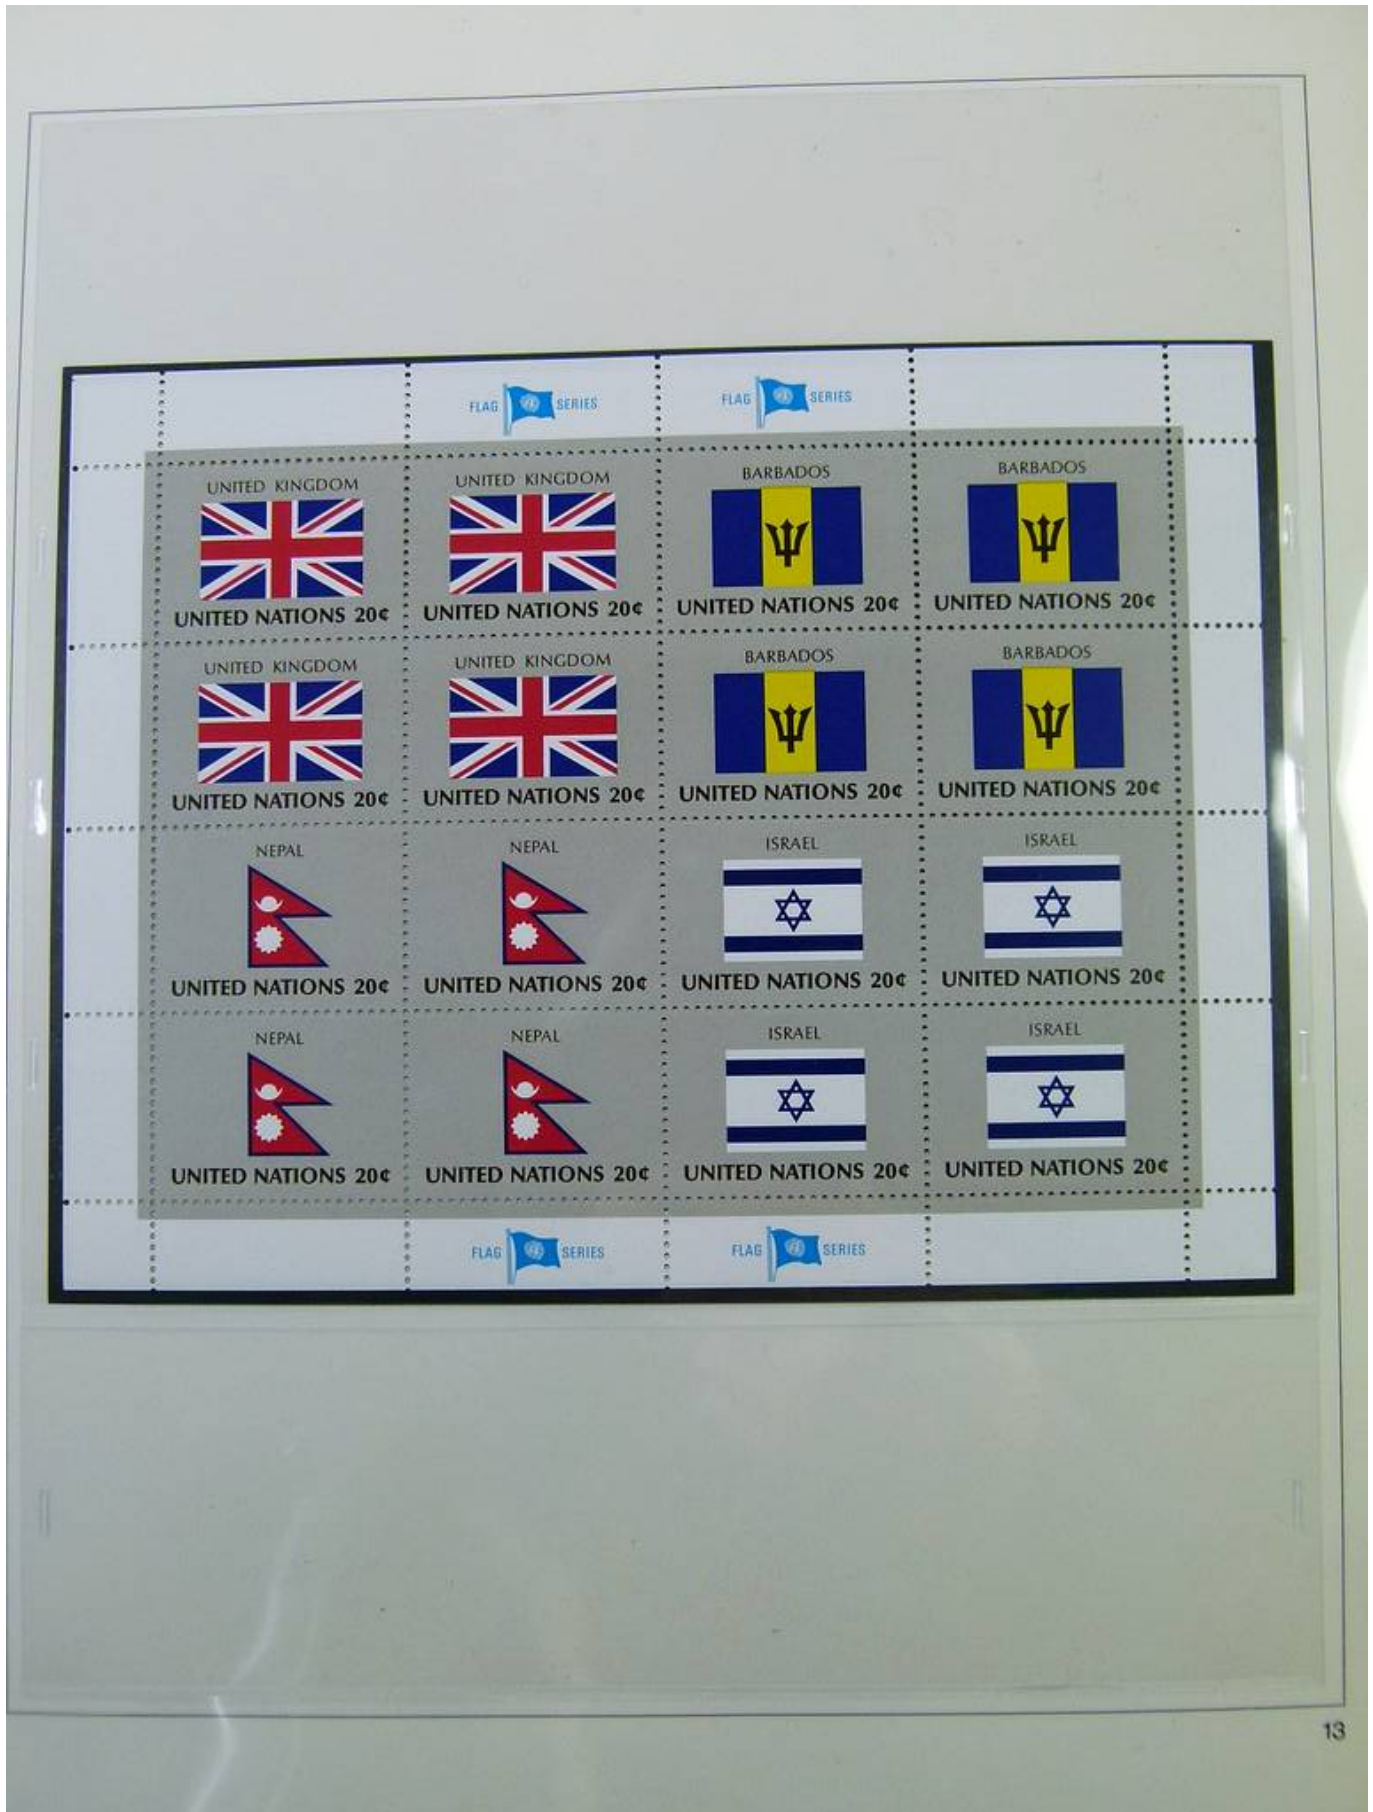 FLAG SERIES FLAG SERIES
UNITED KINGDOM UNITED KINGDOM BARBADOS BARBADOS
UNITED NATIONS 20¢ UNITED NATIONS 20¢ UNITED NATIONS 20¢ UNITED NATIONS 20¢
UNITED KINGDOM UNITED KINGDOM BARBADOS BARBADOS
UNITED NATIONS 20¢ UNITED NATIONS 20¢ UNITED NATIONS 20¢ UNITED NATIONS 20¢
NEPAL NEPAL ISRAEL ISRAEL
UNITED NATIONS 20¢ UNITED NATIONS 20¢ UNITED NATIONS 20¢ UNITED NATIONS 20¢
NEPAL NEPAL ISRAEL ISRAEL
UNITED NATIONS 20¢ UNITED NATIONS 20¢ UNITED NATIONS 20¢ UNITED NATIONS 20¢
FLAG SERIES FLAG SERIES
13